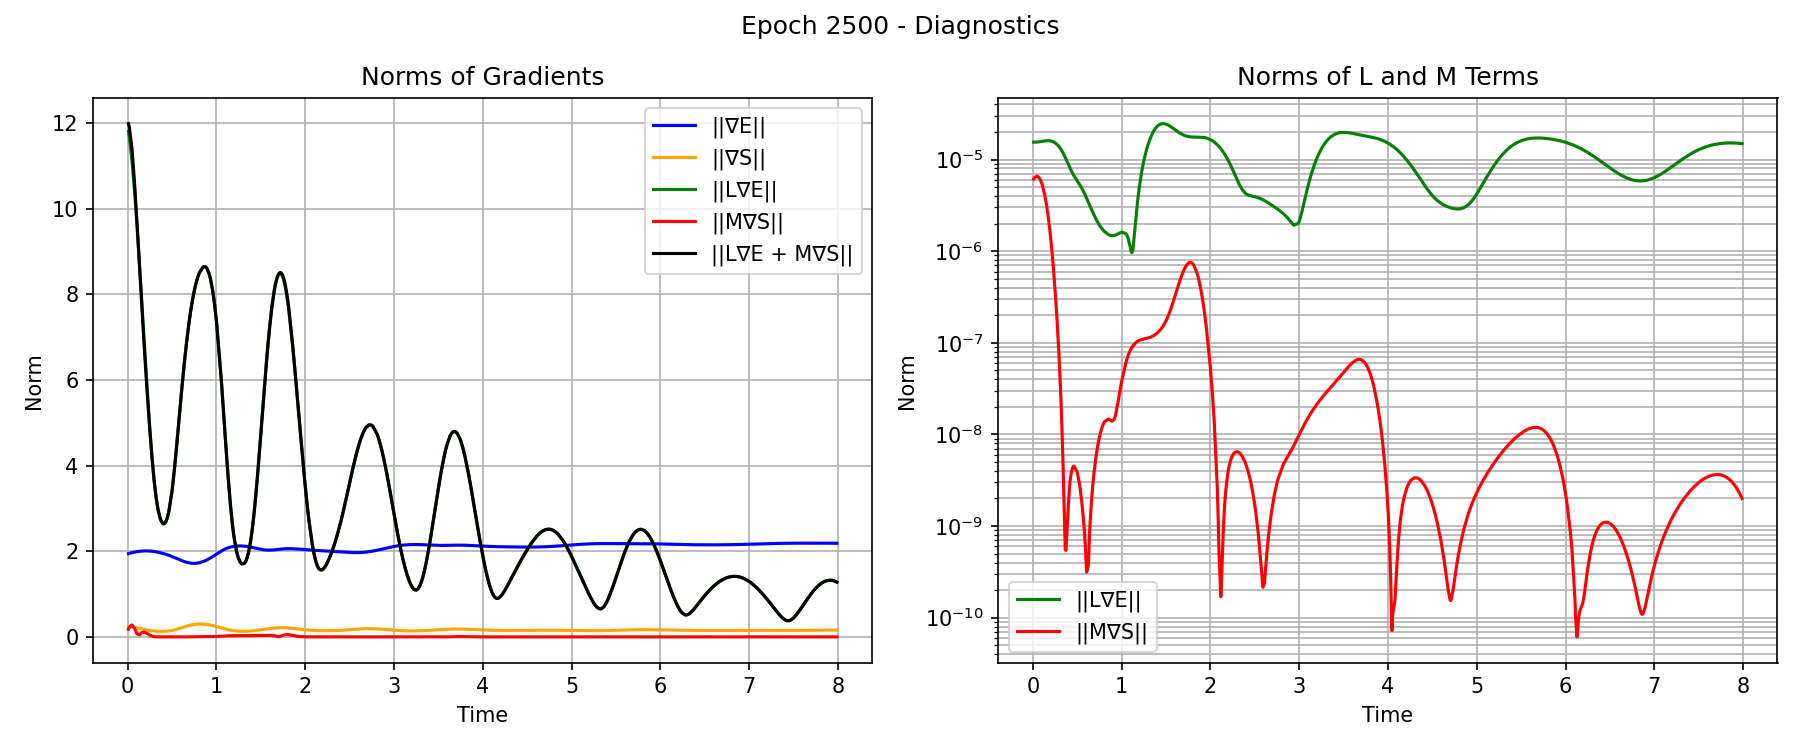 Epoch 2500 - Diagnostics
Norms of Gradients
Norm
12
10
8
6
4
2
0
||∇E||
||∇S||
||L∇E||
||M∇S||
||L∇E + M∇S||
0 1 2 3 4 5 6 7 8
Time
Norms of L and M Terms
Norm
10⁻⁵
10⁻⁶
10⁻⁷
10⁻⁸
10⁻⁹
10⁻¹⁰
||L∇E||
||M∇S||
0 1 2 3 4 5 6 7 8
Time